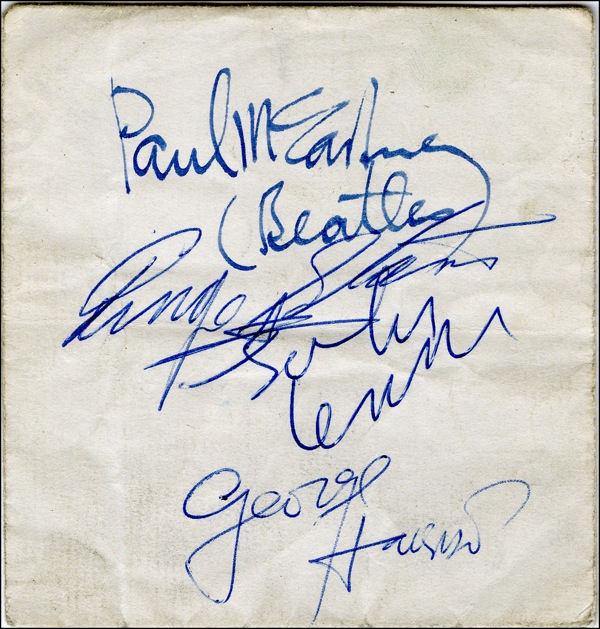 Paul McCartney
(Beatles)
Ringo Starr
John
Lennon
George
Harrison